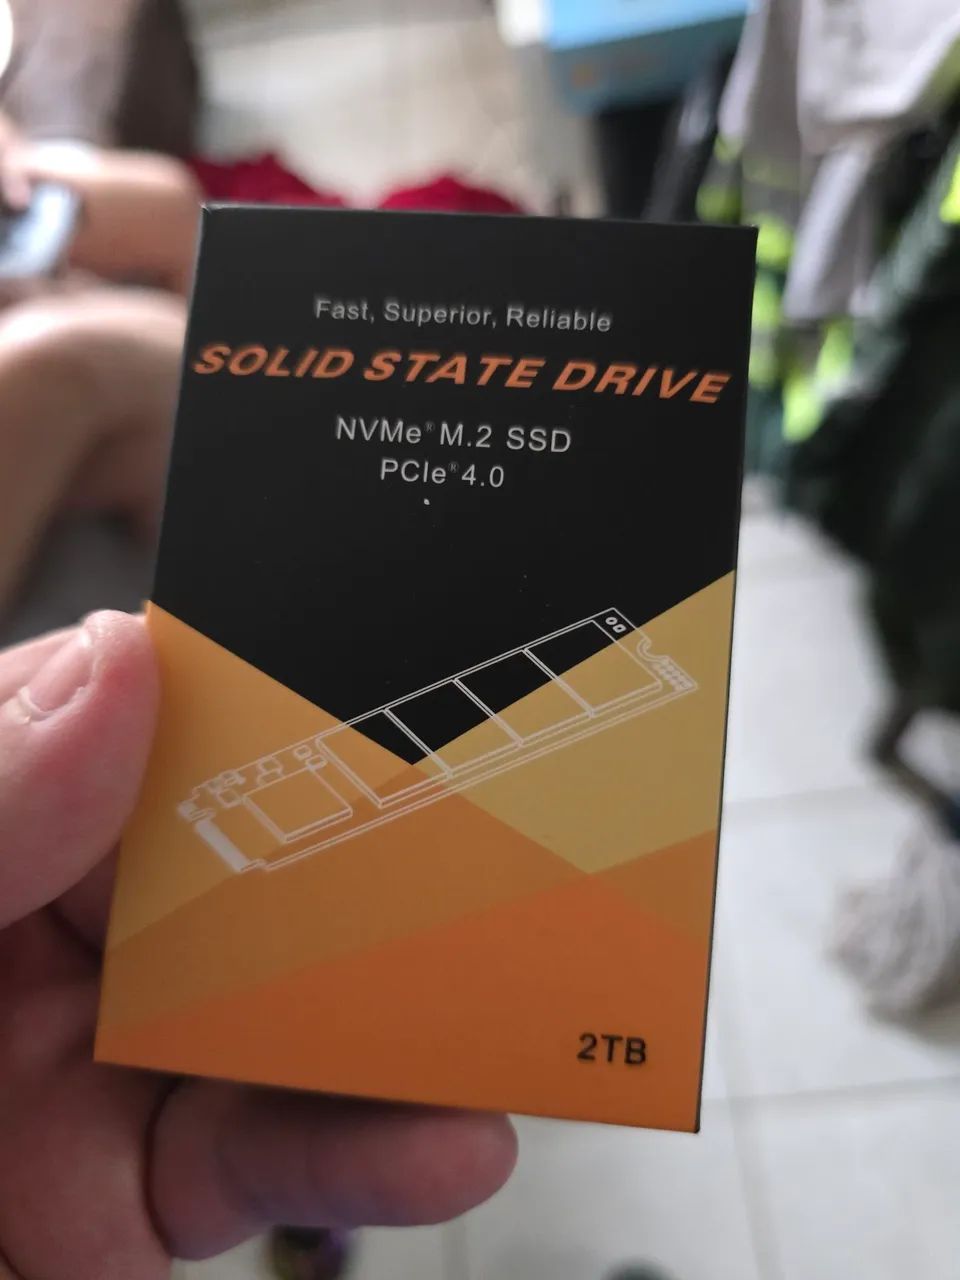 Fast, Superior, Reliable
SOLID STATE DRIVE
NVMe® M.2 SSD
PCIe® 4.0
2TB